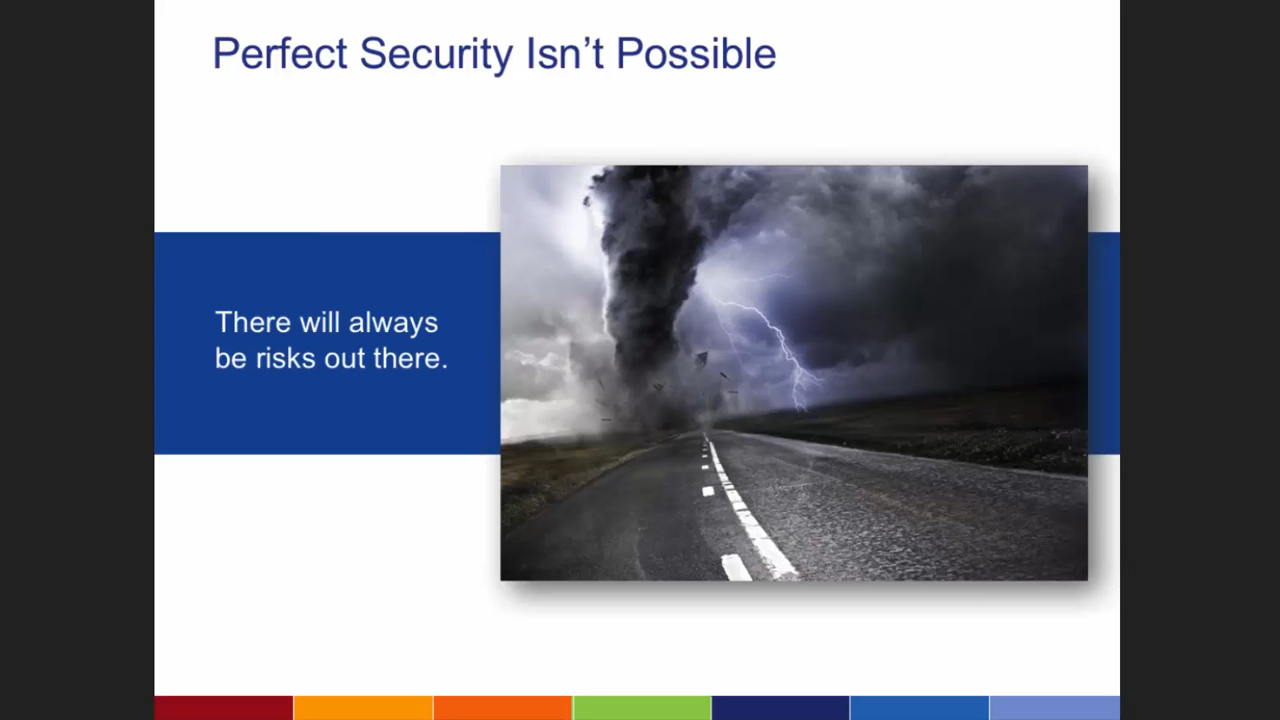 Perfect Security Isn’t Possible
There will always
be risks out there.